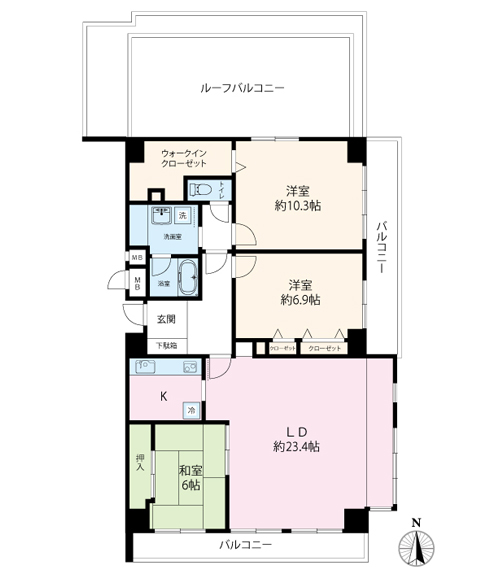 ルーフバルコニー
ウォークイン
クローゼット
トイレ
洋室
約10.3帖
洗
洗面室
バルコニー
MB
浴室
MB
洋室
約6.9帖
玄関
下駄箱
クローゼット
クローゼット
K
冷
LD
約23.4帖
押入
和室
6帖
バルコニー
N